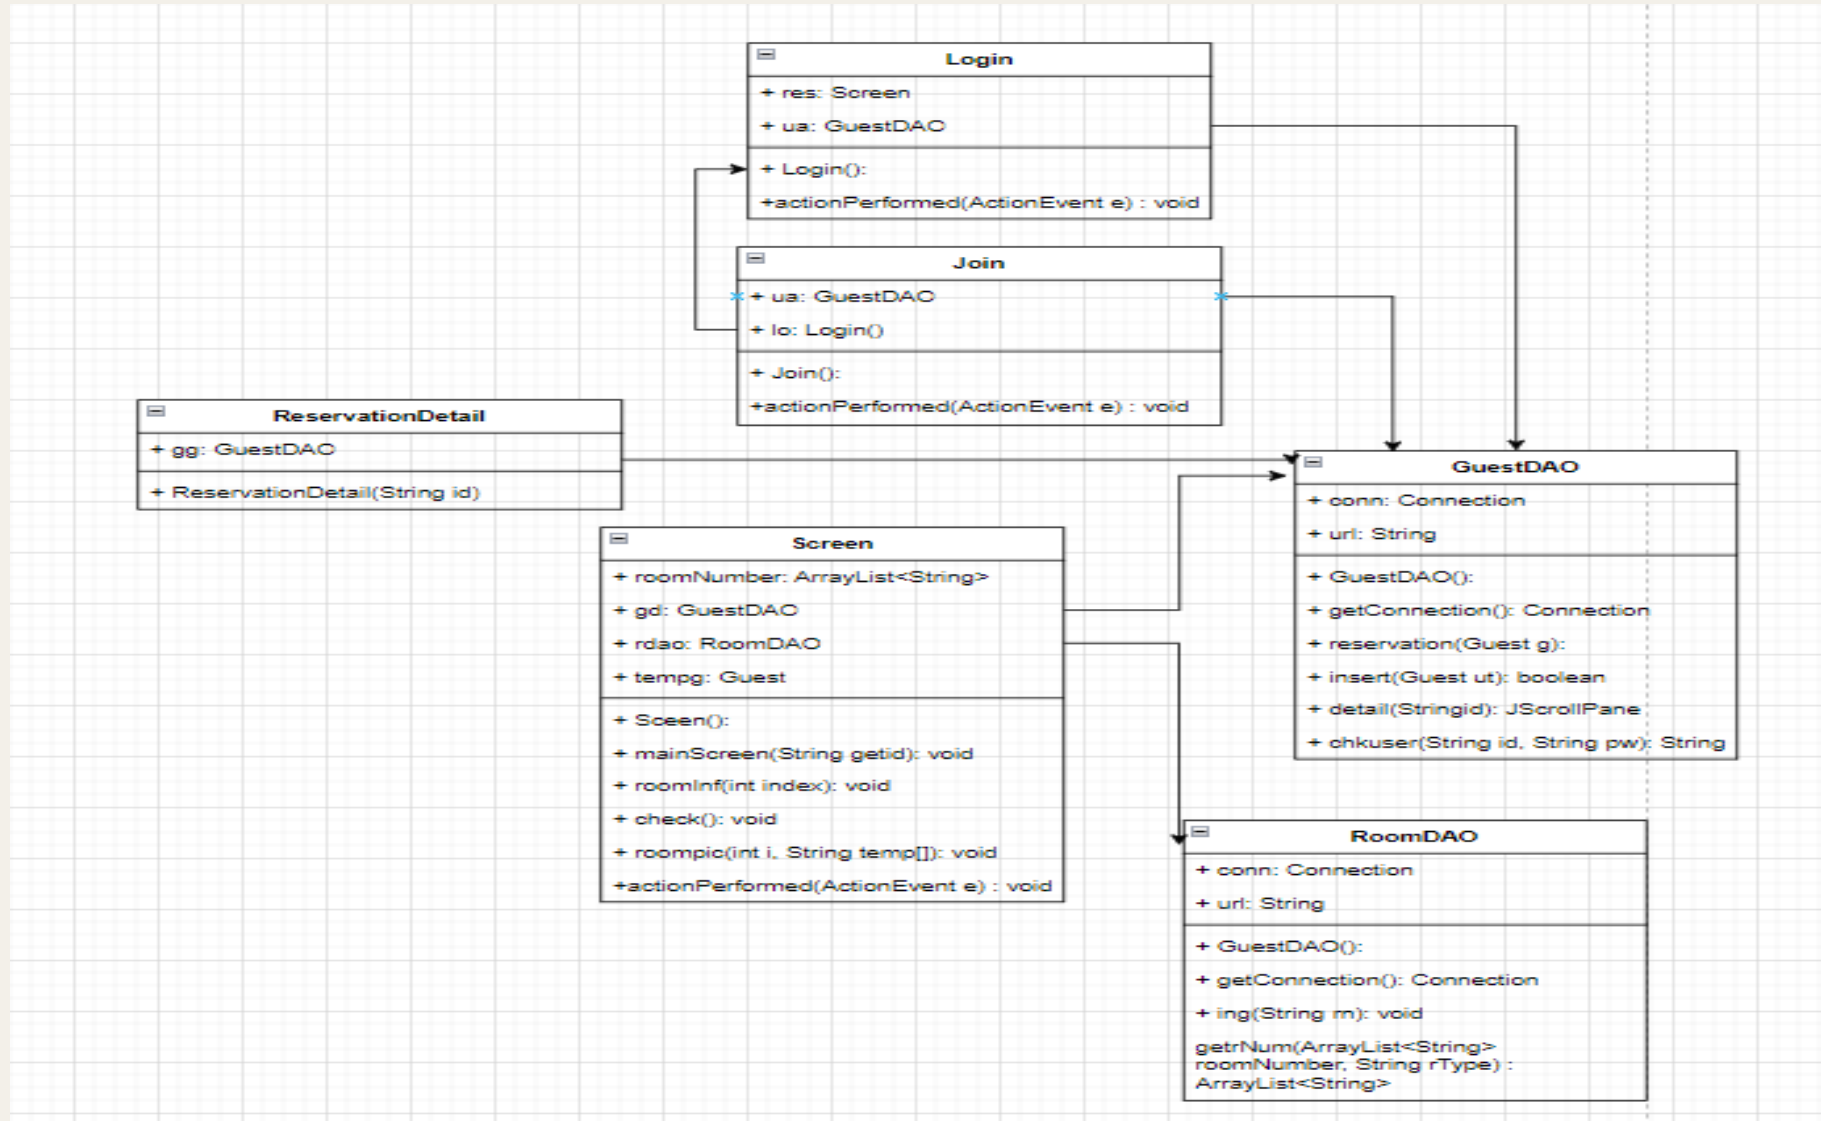 Login
+ res: Screen
+ ua: GuestDAO
+ Login():
+actionPerformed(ActionEvent e) : void
Join
+ ua: GuestDAO
+ lo: Login()
+ Join():
+actionPerformed(ActionEvent e) : void
ReservationDetail
+ gg: GuestDAO
+ ReservationDetail(String id)
GuestDAO
+ conn: Connection
+ url: String
+ GuestDAO():
+ getConnection(): Connection
+ reservation(Guest g):
+ insert(Guest ut): boolean
+ detail(Stringid): JScrollPane
+ chkuser(String id, String pw): String
Screen
+ roomNumber: ArrayList<String>
+ gd: GuestDAO
+ rdao: RoomDAO
+ tempg: Guest
+ Sceen():
+ mainScreen(String getid): void
+ roomInf(int index): void
+ check(): void
+ roompic(int i, String temp[]): void
+actionPerformed(ActionEvent e) : void
RoomDAO
+ conn: Connection
+ url: String
+ GuestDAO():
+ getConnection(): Connection
+ ing(String rn): void
getrNum(ArrayList<String>
roomNumber, String rType) :
ArrayList<String>